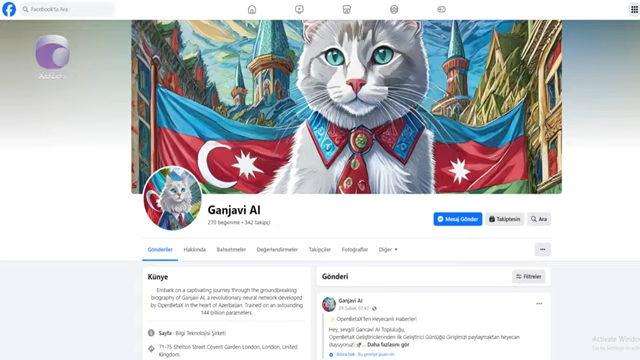 Facebook'ta Ara
Ganjavi AI
270 beğenme • 342 takipçi
Mesaj Gönder
Takiptesin
Ara
Gönderiler
Hakkında
Bahsetmeler
Değerlendirmeler
Takipçiler
Fotoğraflar
Diğer
Künye
Embark on a captivating journey through the groundbreaking
biography of Ganjavi AI, a revolutionary neural network developed
by OpenBetaX in the heart of Azerbaijan. Trained on an astounding
144 billion parameters.
Sayfa · Bilgi Teknolojisi Şirketi
71-75 Shelton Street Covent Garden London, London, United
Kingdom
Gönderi
Filtreler
Ganjavi AI
OpenBetaX'ten Heyecanlı Haberler!
Hey, sevgili Gancavi AI Topluluğu,
OpenBetaX Geliştiricilerinden ilk Geliştirici Günlüğü Girişimizi paylaşmaktan heyecan
duyuyoruz! 🚀... Daha fazlasını gör
Activate Windows